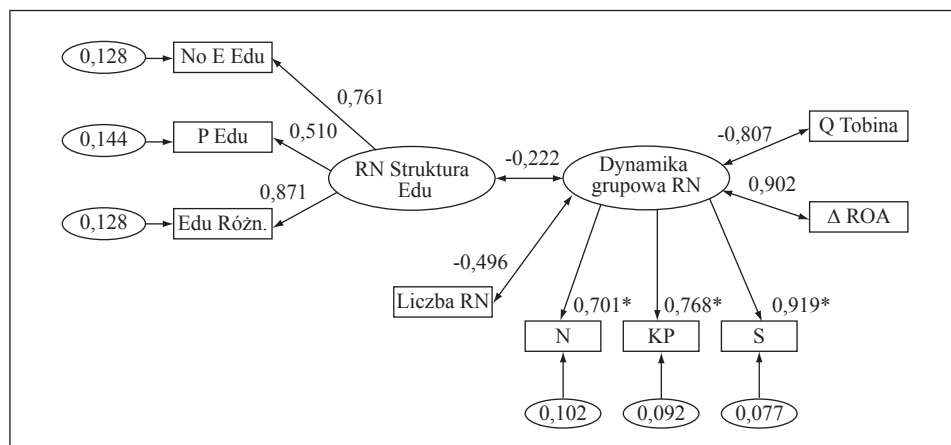 0,128
No E Edu
0,761
0,144
P Edu
0,510
0,871
0,128
Edu Różn.
RN Struktura
Edu
-0,222
Dynamika
grupowa RN
-0,807
Q Tobina
0,902
Δ ROA
-0,496
Liczba RN
0,701*
0,768*
0,919*
N
KP
S
0,102
0,092
0,077